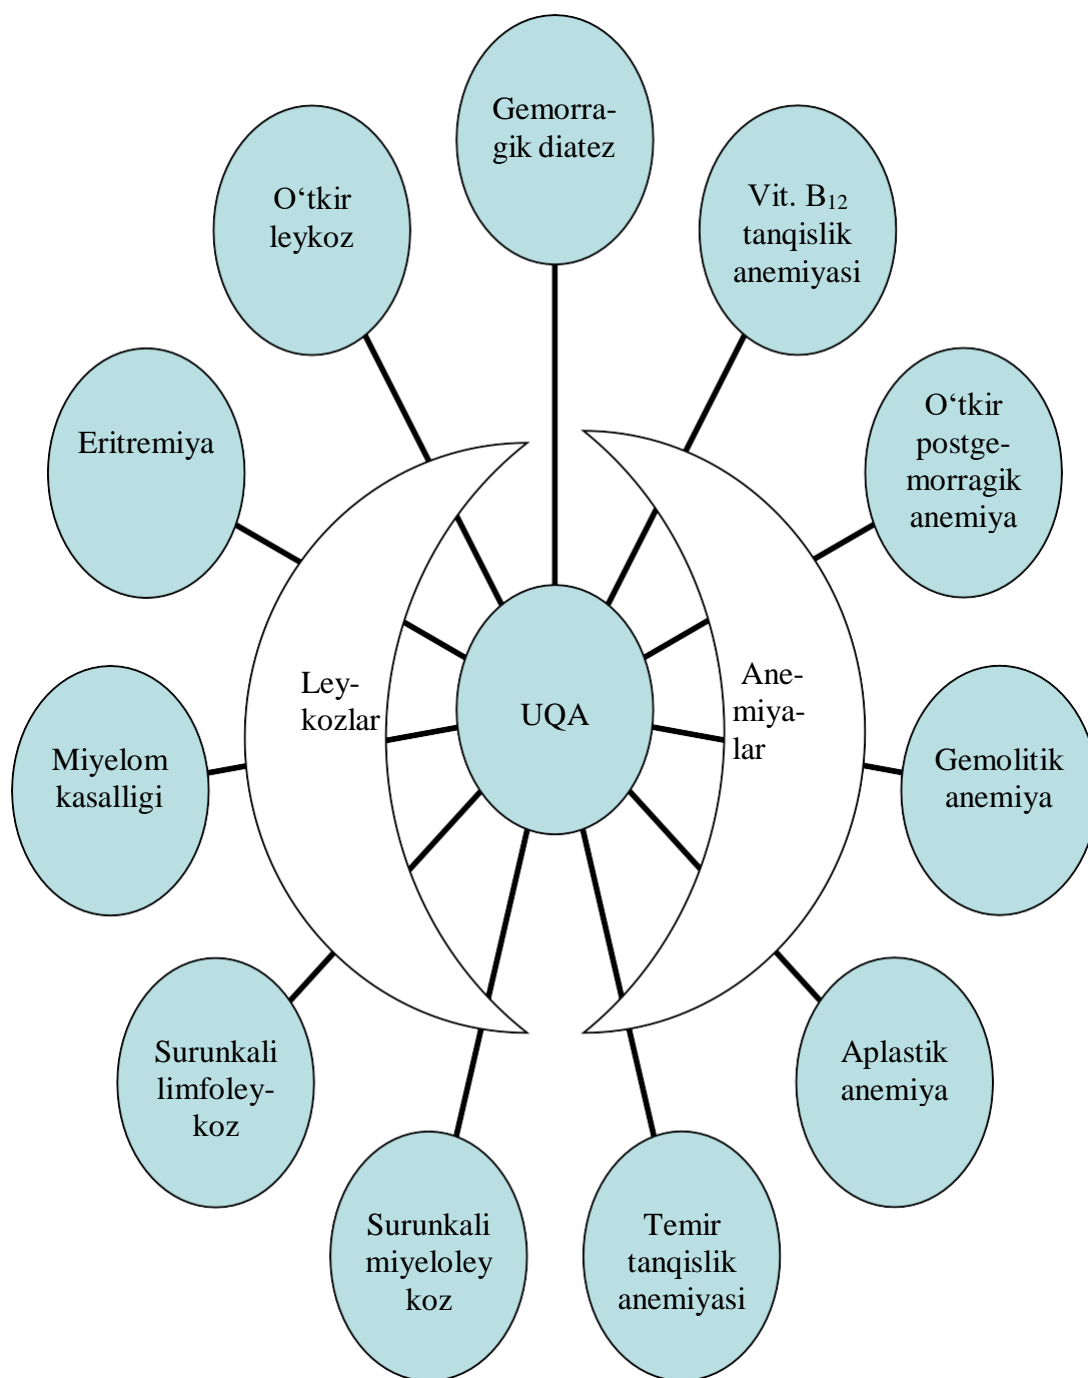 Gemorra-
gik diatez
O‘tkir
leykoz
Vit. B₁₂
tanqislik
anemiyasi
Eritremiya
O‘tkir
postge-
morragik
anemiya
Ley-
kozlar
UQA
Ane-
miya-
lar
Miyelom
kasalligi
Gemolitik
anemiya
Surunkali
limfoley-
koz
Aplastik
anemiya
Surunkali
miyeloley
koz
Temir
tanqislik
anemiyasi